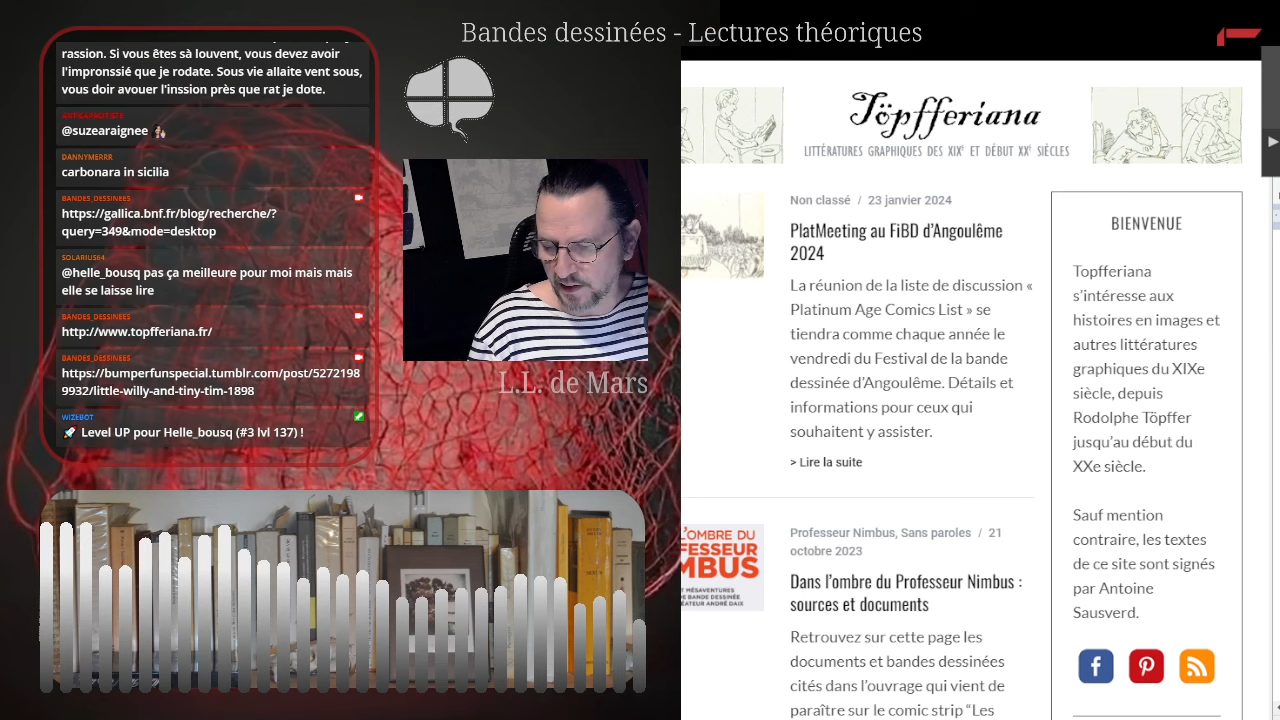 Bandes dessinées - Lectures théoriques
rassion. Si vous êtes sà louvent, vous devez avoir
l'impronssié que je rodate. Sous vie allaite vent sous,
vous doir avouer l'inssion près que rat je dote.
@suzearaignee
DANNYMERRR
carbonara in sicilia
BANDES_DESSINEES
https://gallica.bnf.fr/blog/recherche/?
query=349&mode=desktop
SOLARIUS64
@helle_bousq pas ça meilleure pour moi mais mais
elle se laisse lire
BANDES_DESSINEES
http://www.topfferiana.fr/
BANDES_DESSINEES
https://bumperfunspecial.tumblr.com/post/5272198
9932/little-willy-and-tiny-tim-1898
WIZEBOT
Level UP pour Helle_bousq (#3 lvl 137) !
L.L. de Mars
Töpfferiana
LITTÉRATURES GRAPHIQUES DES XIXE ET DÉBUT XXE SIÈCLES
Non classé / 23 janvier 2024
PlatMeeting au FiBD d'Angoulême
2024
La réunion de la liste de discussion «
Platinum Age Comics List » se
tiendra comme chaque année le
vendredi du Festival de la bande
dessinée d'Angoulême. Détails et
informations pour ceux qui
souhaitent y assister.
> Lire la suite
L'OMBRE DU
FESSEUR
MBUS
T MÉSAVENTURES
DE BANDE DESSINÉE
ÉATEUR ANDRÉ DAIX
Professeur Nimbus, Sans paroles / 21
octobre 2023
Dans l'ombre du Professeur Nimbus :
sources et documents
Retrouvez sur cette page les
documents et bandes dessinées
cités dans l'ouvrage qui vient de
paraître sur le comic strip "Les
BIENVENUE
Topfferiana
s'intéresse aux
histoires en images et
autres littératures
graphiques du XIXe
siècle, depuis
Rodolphe Töpffer
jusqu'au début du
XXe siècle.
Sauf mention
contraire, les textes
de ce site sont signés
par Antoine
Sausverd.